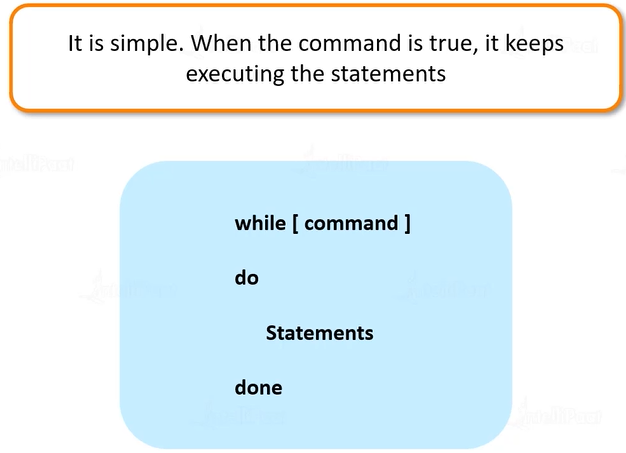 It is simple. When the command is true, it keeps
executing the statements
while [ command ]
do
Statements
done